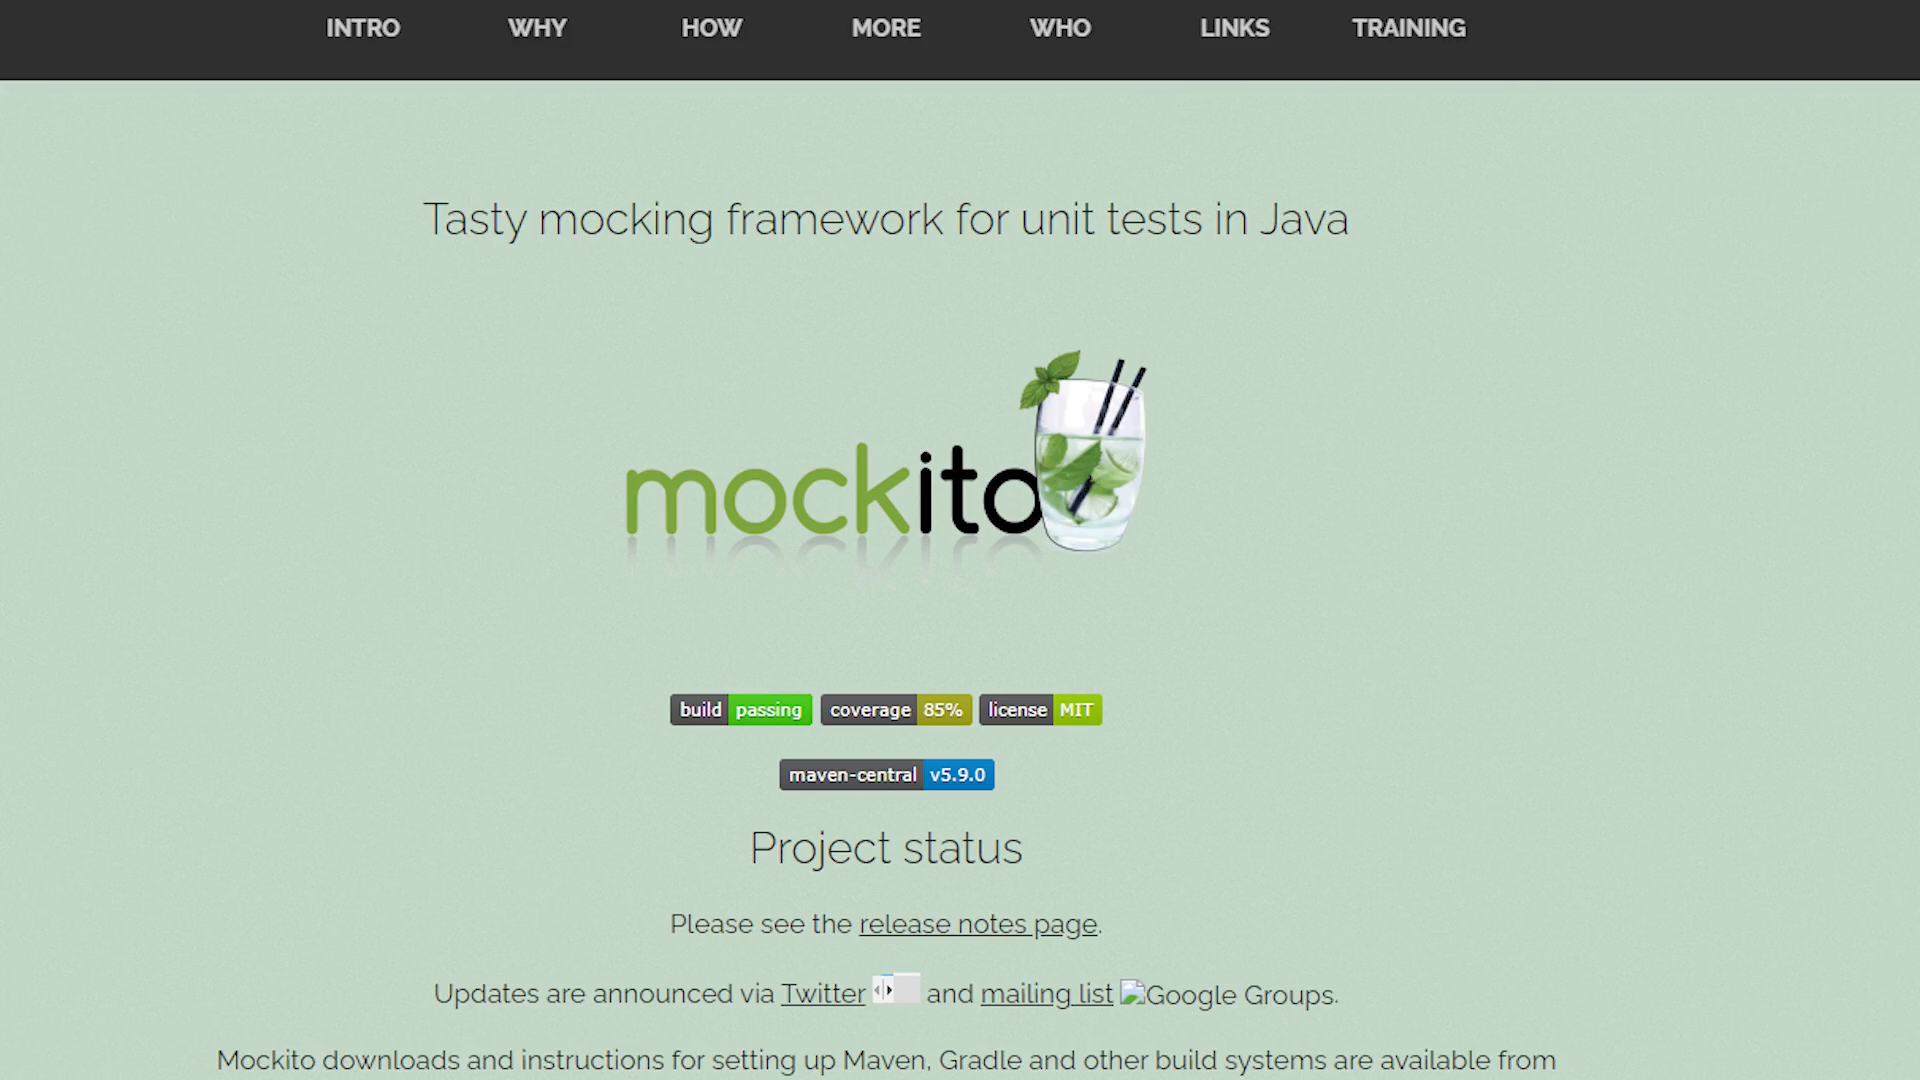 INTRO WHY HOW MORE WHO LINKS TRAINING
Tasty mocking framework for unit tests in Java
mockito
build passing coverage 85% license MIT
maven-central v5.9.0
Project status
Please see the release notes page.
Updates are announced via Twitter and mailing list Google Groups.
Mockito downloads and instructions for setting up Maven, Gradle and other build systems are available from